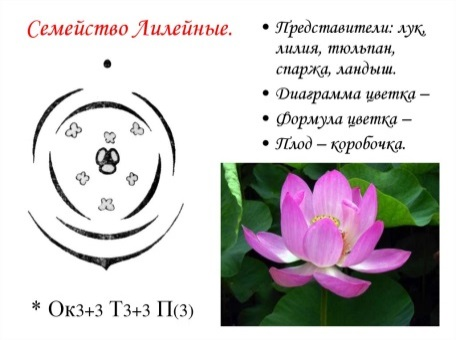 Семейство Лилейные.
• Представители: лук, лилия, тюльпан, спаржа, ландыш.
• Диаграмма цветка –
• Формула цветка –
• Плод – коробочка.
* Ок3+3 Т3+3 П(3)